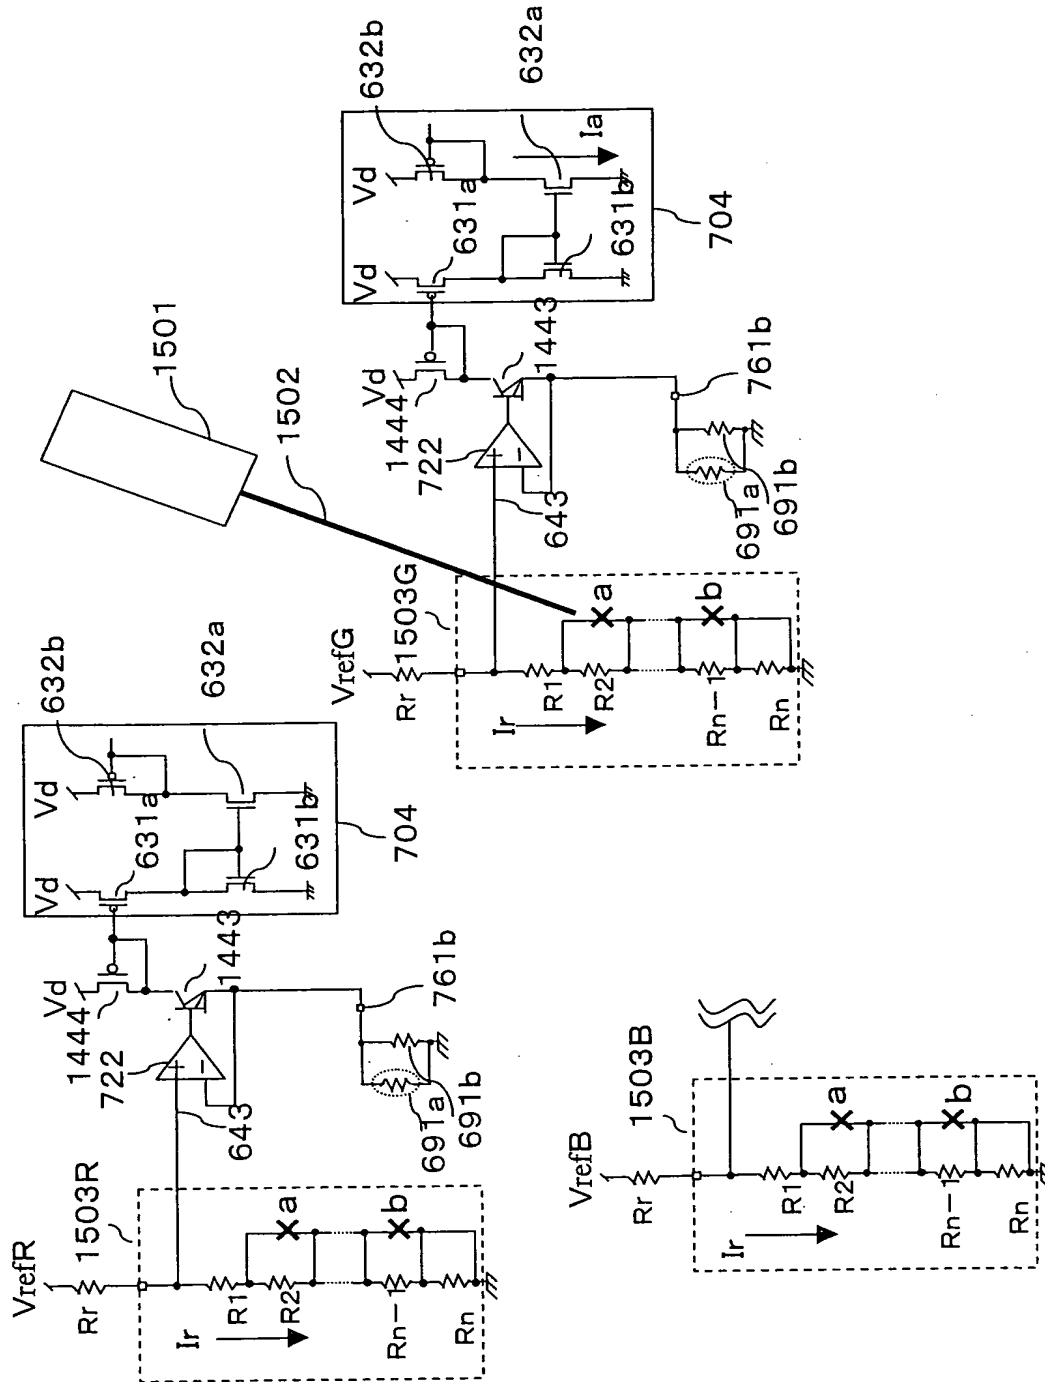 1501
1502
632b
632a
Vd
Vd
631a
631b
Ia
704
Vd
1444
722
1443
643
761b
691a
691b
VrefG
Rr
1503G
Ir
R1
R2
Rn-1
Rn
a
b
632b
632a
Vd
Vd
631a
631b
704
Vd
1444
722
1443
643
761b
691a
691b
VrefR
Rr
1503R
Ir
R1
R2
Rn-1
Rn
a
b
VrefB
Rr
1503B
Ir
R1
R2
Rn-1
Rn
a
b